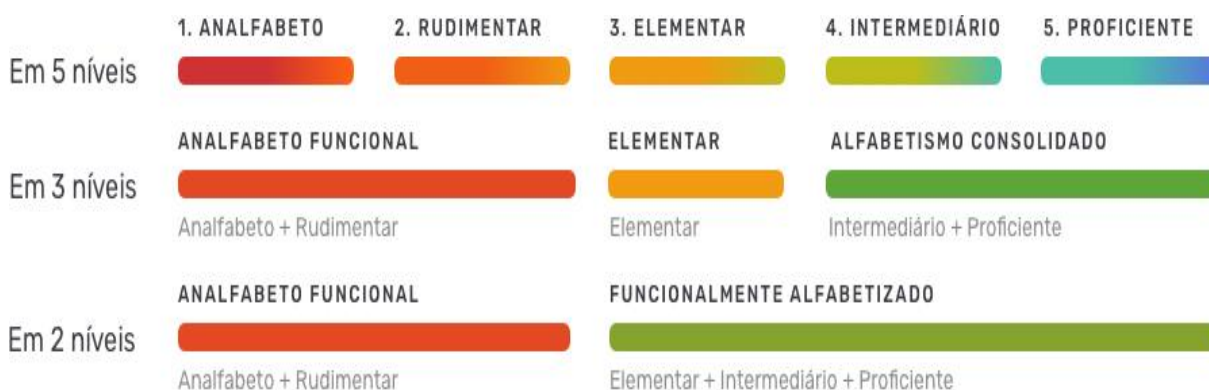 1. ANALFABETO 2. RUDIMENTAR 3. ELEMENTAR 4. INTERMEDIÁRIO 5. PROFICIENTE
Em 5 níveis
ANALFABETO FUNCIONAL ELEMENTAR ALFABETISMO CONSOLIDADO
Em 3 níveis
Analfabeto + Rudimentar Elementar Intermediário + Proficiente
ANALFABETO FUNCIONAL FUNCIONALMENTE ALFABETIZADO
Em 2 níveis
Analfabeto + Rudimentar Elementar + Intermediário + Proficiente